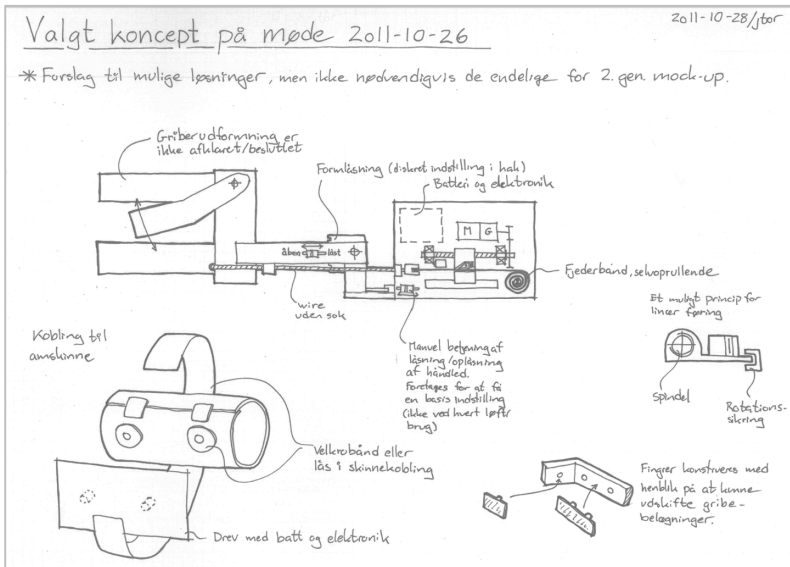 2011-10-28/jtor
Valgt koncept på møde 2011-10-26
* Forslag til mulige løsninger, men ikke nødvendigvis de endelige for 2. gen. mock-up.
Griberudformning er
ikke afklaret/besluttet
Formlåsning (diskret indstilling i hak)
Batteri og elektronik
M G
åben låst
Fjederbånd, selvoprullende
wire
uden sok
Et muligt princip for
lineær føring
Spindel
Rotations-
sikring
Kobling til
armskinne
Manuel betjening af
låsning/oplåsning
af håndled.
Foretages for at få
en basis indstilling
(ikke ved hvert løft/
brug)
Velkrobånd eller
lås i skinnekobling
Drev med batt og elektronik
Fingre konstrueres med
henblik på at kunne
udskifte gribe-
belægninger.